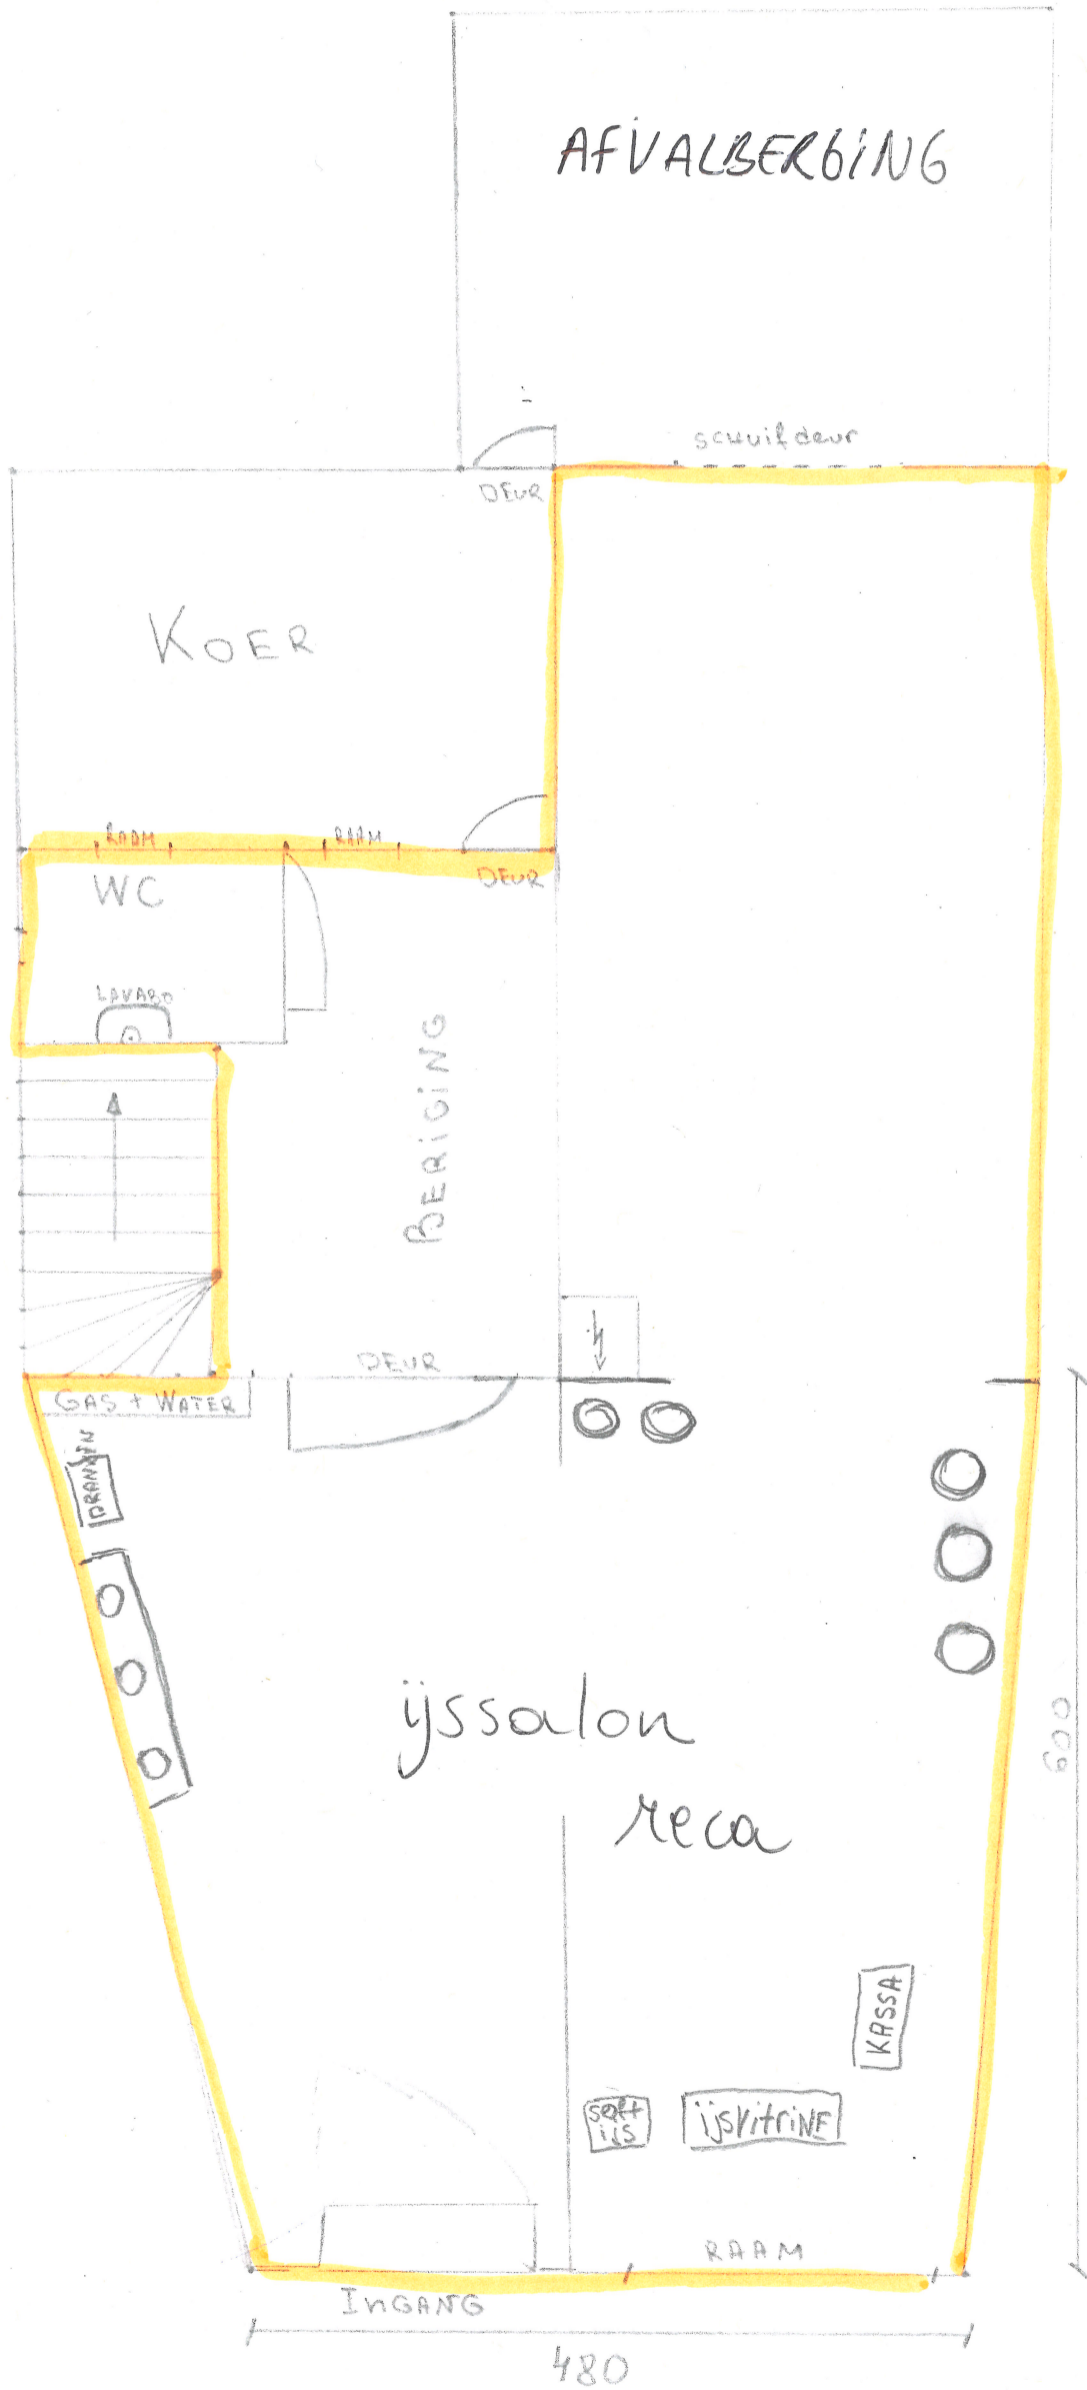 AFVALBERGING
schuifdeur
DEUR
KOER
RAAM
RAAM
DEUR
WC
LAVABO
BERGING
DEUR
GAS + WATER
DRANKEN
ijssalon
reca
600
KASSA
soft
ijs
ijsvitriNE
RAAM
INGANG
480